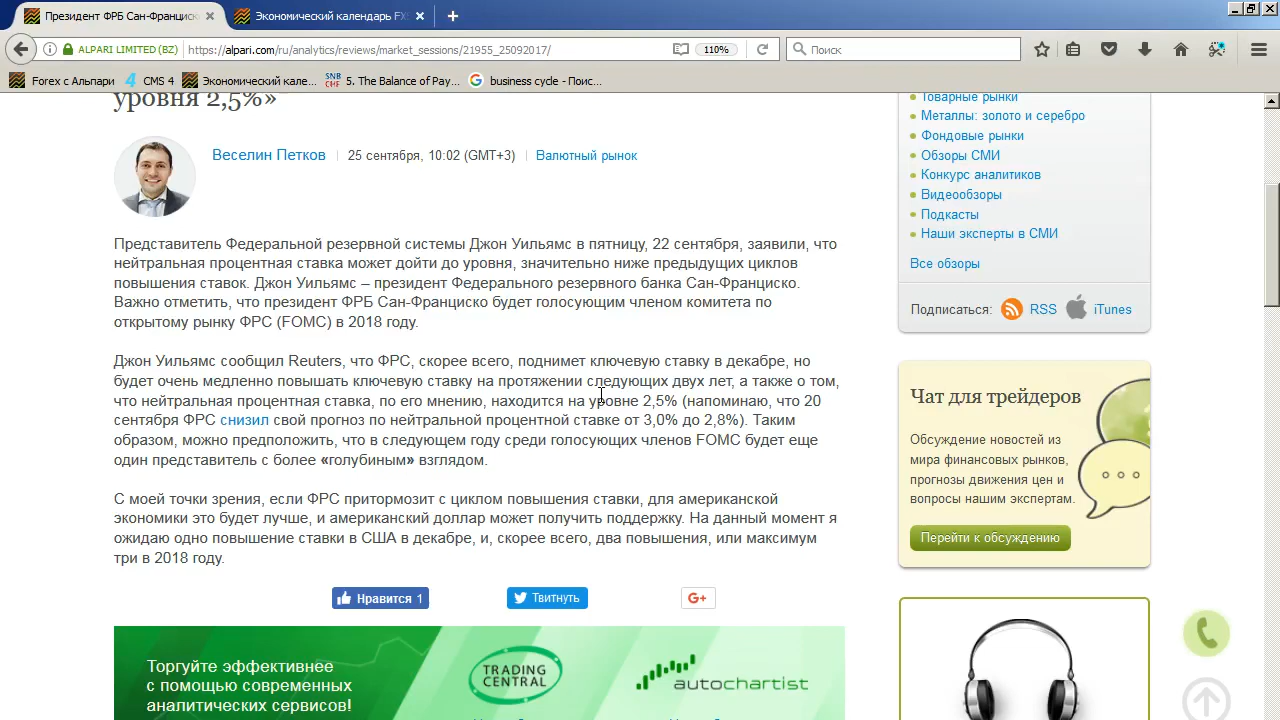 Президент ФРБ Сан-Франциск
Экономический календарь FX
ALPARI LIMITED (BZ)
https://alpari.com/ru/analytics/reviews/market_sessions/21955_25092017/
110%
Поиск
Forex с Альпари
CMS 4
Экономический кале...
SNB CHF
5. The Balance of Pay...
business cycle - Поис...
уровня 2,5%»
Веселин Петков
25 сентября, 10:02 (GMT+3)
Валютный рынок
Представитель Федеральной резервной системы Джон Уильямс в пятницу, 22 сентября, заявили, что
нейтральная процентная ставка может дойти до уровня, значительно ниже предыдущих циклов
повышения ставок. Джон Уильямс – президент Федерального резервного банка Сан-Франциско.
Важно отметить, что президент ФРБ Сан-Франциско будет голосующим членом комитета по
открытому рынку ФРС (FOMC) в 2018 году.
Джон Уильямс сообщил Reuters, что ФРС, скорее всего, поднимет ключевую ставку в декабре, но
будет очень медленно повышать ключевую ставку на протяжении следующих двух лет, а также о том,
что нейтральная процентная ставка, по его мнению, находится на уровне 2,5% (напоминаю, что 20
сентября ФРС снизил свой прогноз по нейтральной процентной ставке от 3,0% до 2,8%). Таким
образом, можно предположить, что в следующем году среди голосующих членов FOMC будет еще
один представитель с более «голубиным» взглядом.
С моей точки зрения, если ФРС притормозит с циклом повышения ставки, для американской
экономики это будет лучше, и американский доллар может получить поддержку. На данный момент я
ожидаю одно повышение ставки в США в декабре, и, скорее всего, два повышения, или максимум
три в 2018 году.
Нравится 1
Твитнуть
G+
Торгуйте эффективнее
с помощью современных
аналитических сервисов!
TRADING
CENTRAL
autochartist
Товарные рынки
Металлы: золото и серебро
Фондовые рынки
Обзоры СМИ
Конкурс аналитиков
Видеообзоры
Подкасты
Наши эксперты в СМИ
Все обзоры
Подписаться:
RSS
iTunes
Чат для трейдеров
Обсуждение новостей из
мира финансовых рынков,
прогнозы движения цен и
вопросы нашим экспертам.
Перейти к обсуждению